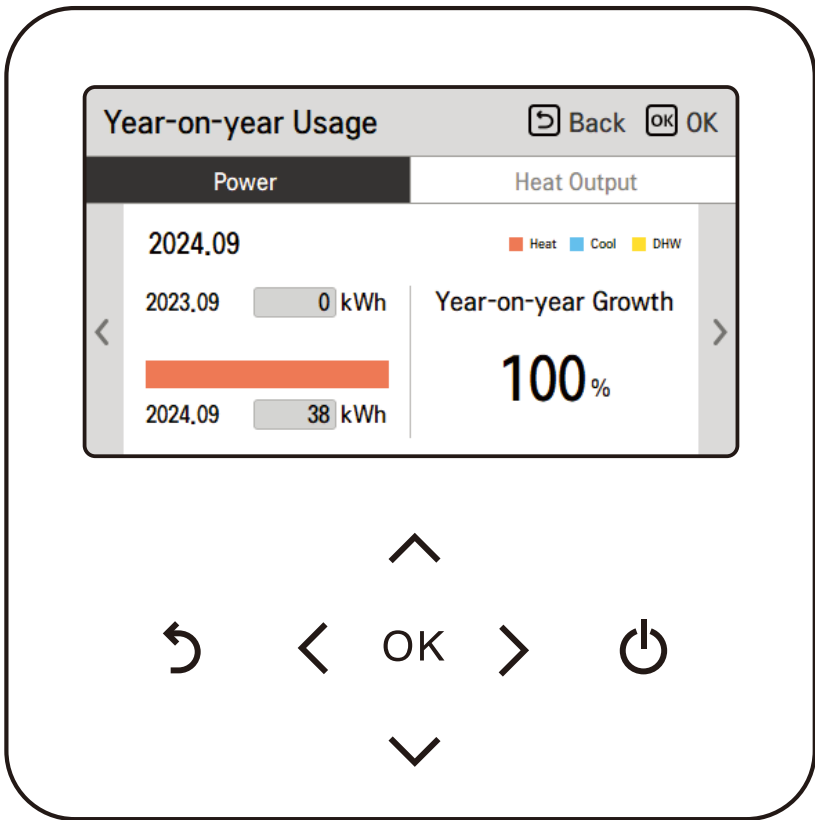 Year-on-year Usage Back OK OK
Power Heat Output
2024.09 Heat Cool DHW
2023.09 0 kWh Year-on-year Growth
100 %
2024.09 38 kWh
OK